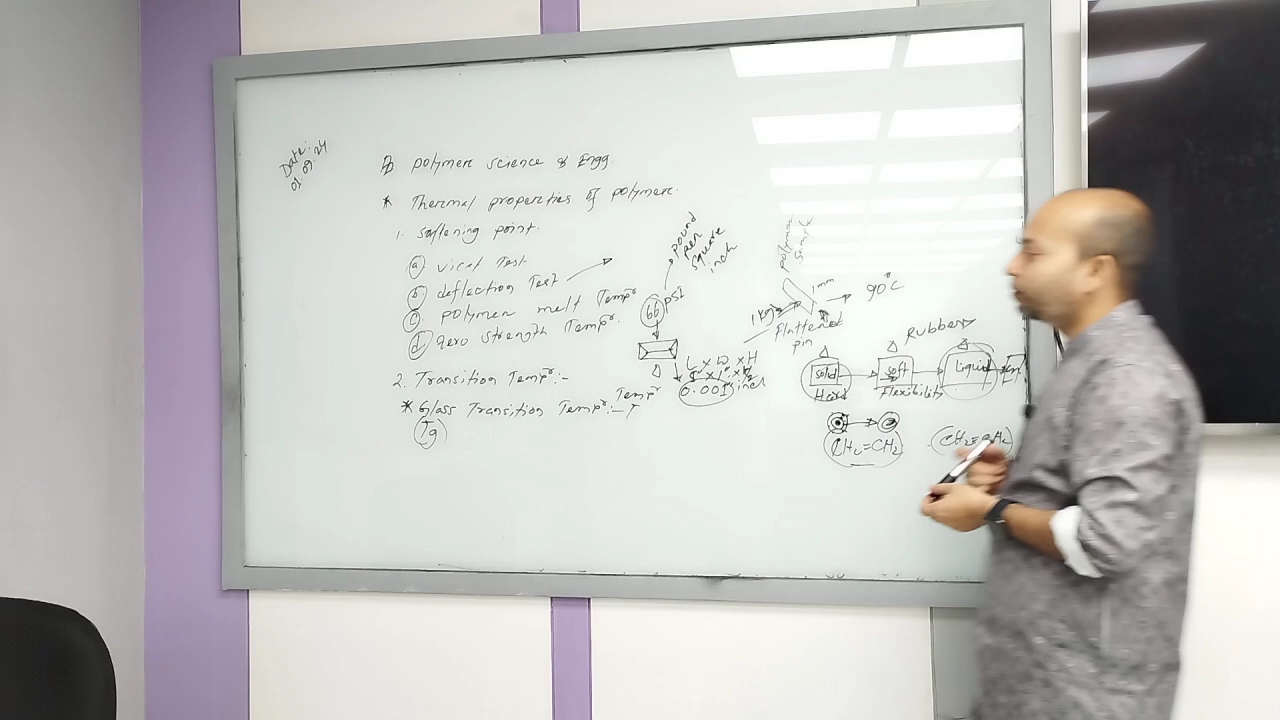 Date:
01.09.24
Polymer science & Engg
* Thermal properties of polymer.
1. Softening point.
a vicat Test
b deflection Test
c polymer melt Tempr
d zero strength Tempr.
2. Transition Tempr:-
* Glass Transition Tempr:- Tempr
Tg
pound
per
square
inch
66 psi
L x W x H
0.001 inch
polymer
1mm
1 kg
90°C
flattened
pin
Rubber
solid
soft
Liquid
Hard
Flexibility
CH2=CH2